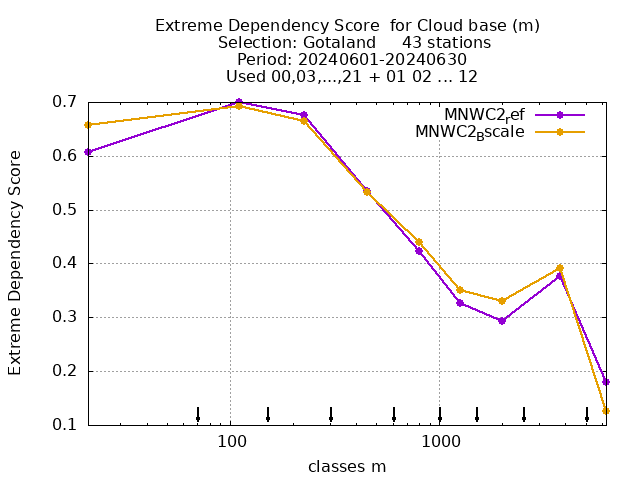 Extreme Dependency Score  for Cloud base (m)
Selection: Gotaland     43 stations
Period: 20240601-20240630
Used 00,03,...,21 + 01 02 ... 12
MNWC2ref
MNWC2Bscale
0.7
0.6
0.5
0.4
0.3
0.2
0.1
Extreme Dependency Score
100
1000
classes m